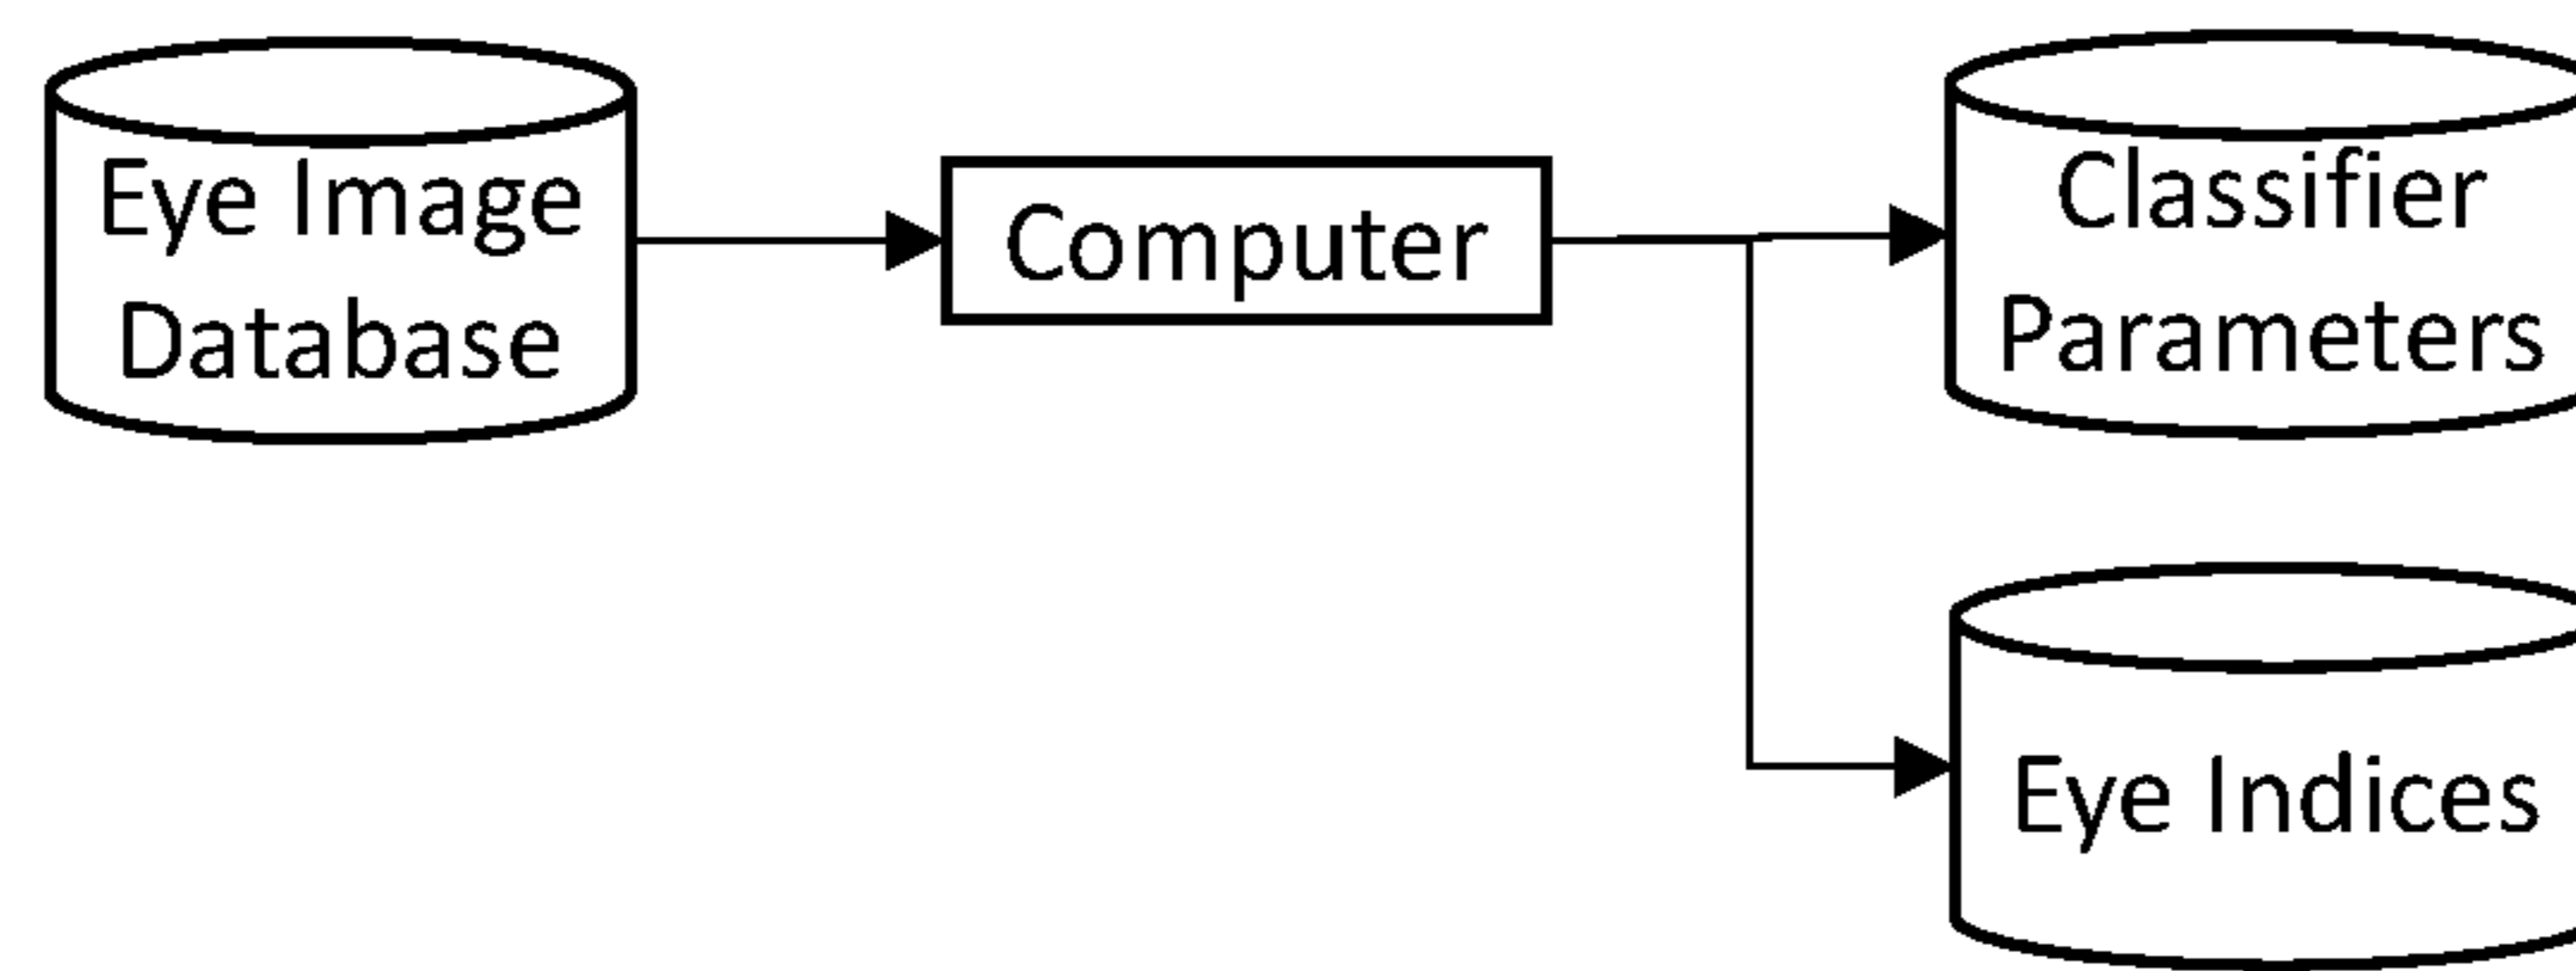 Eye Image
Database
Computer
Classifier
Parameters
Eye Indices